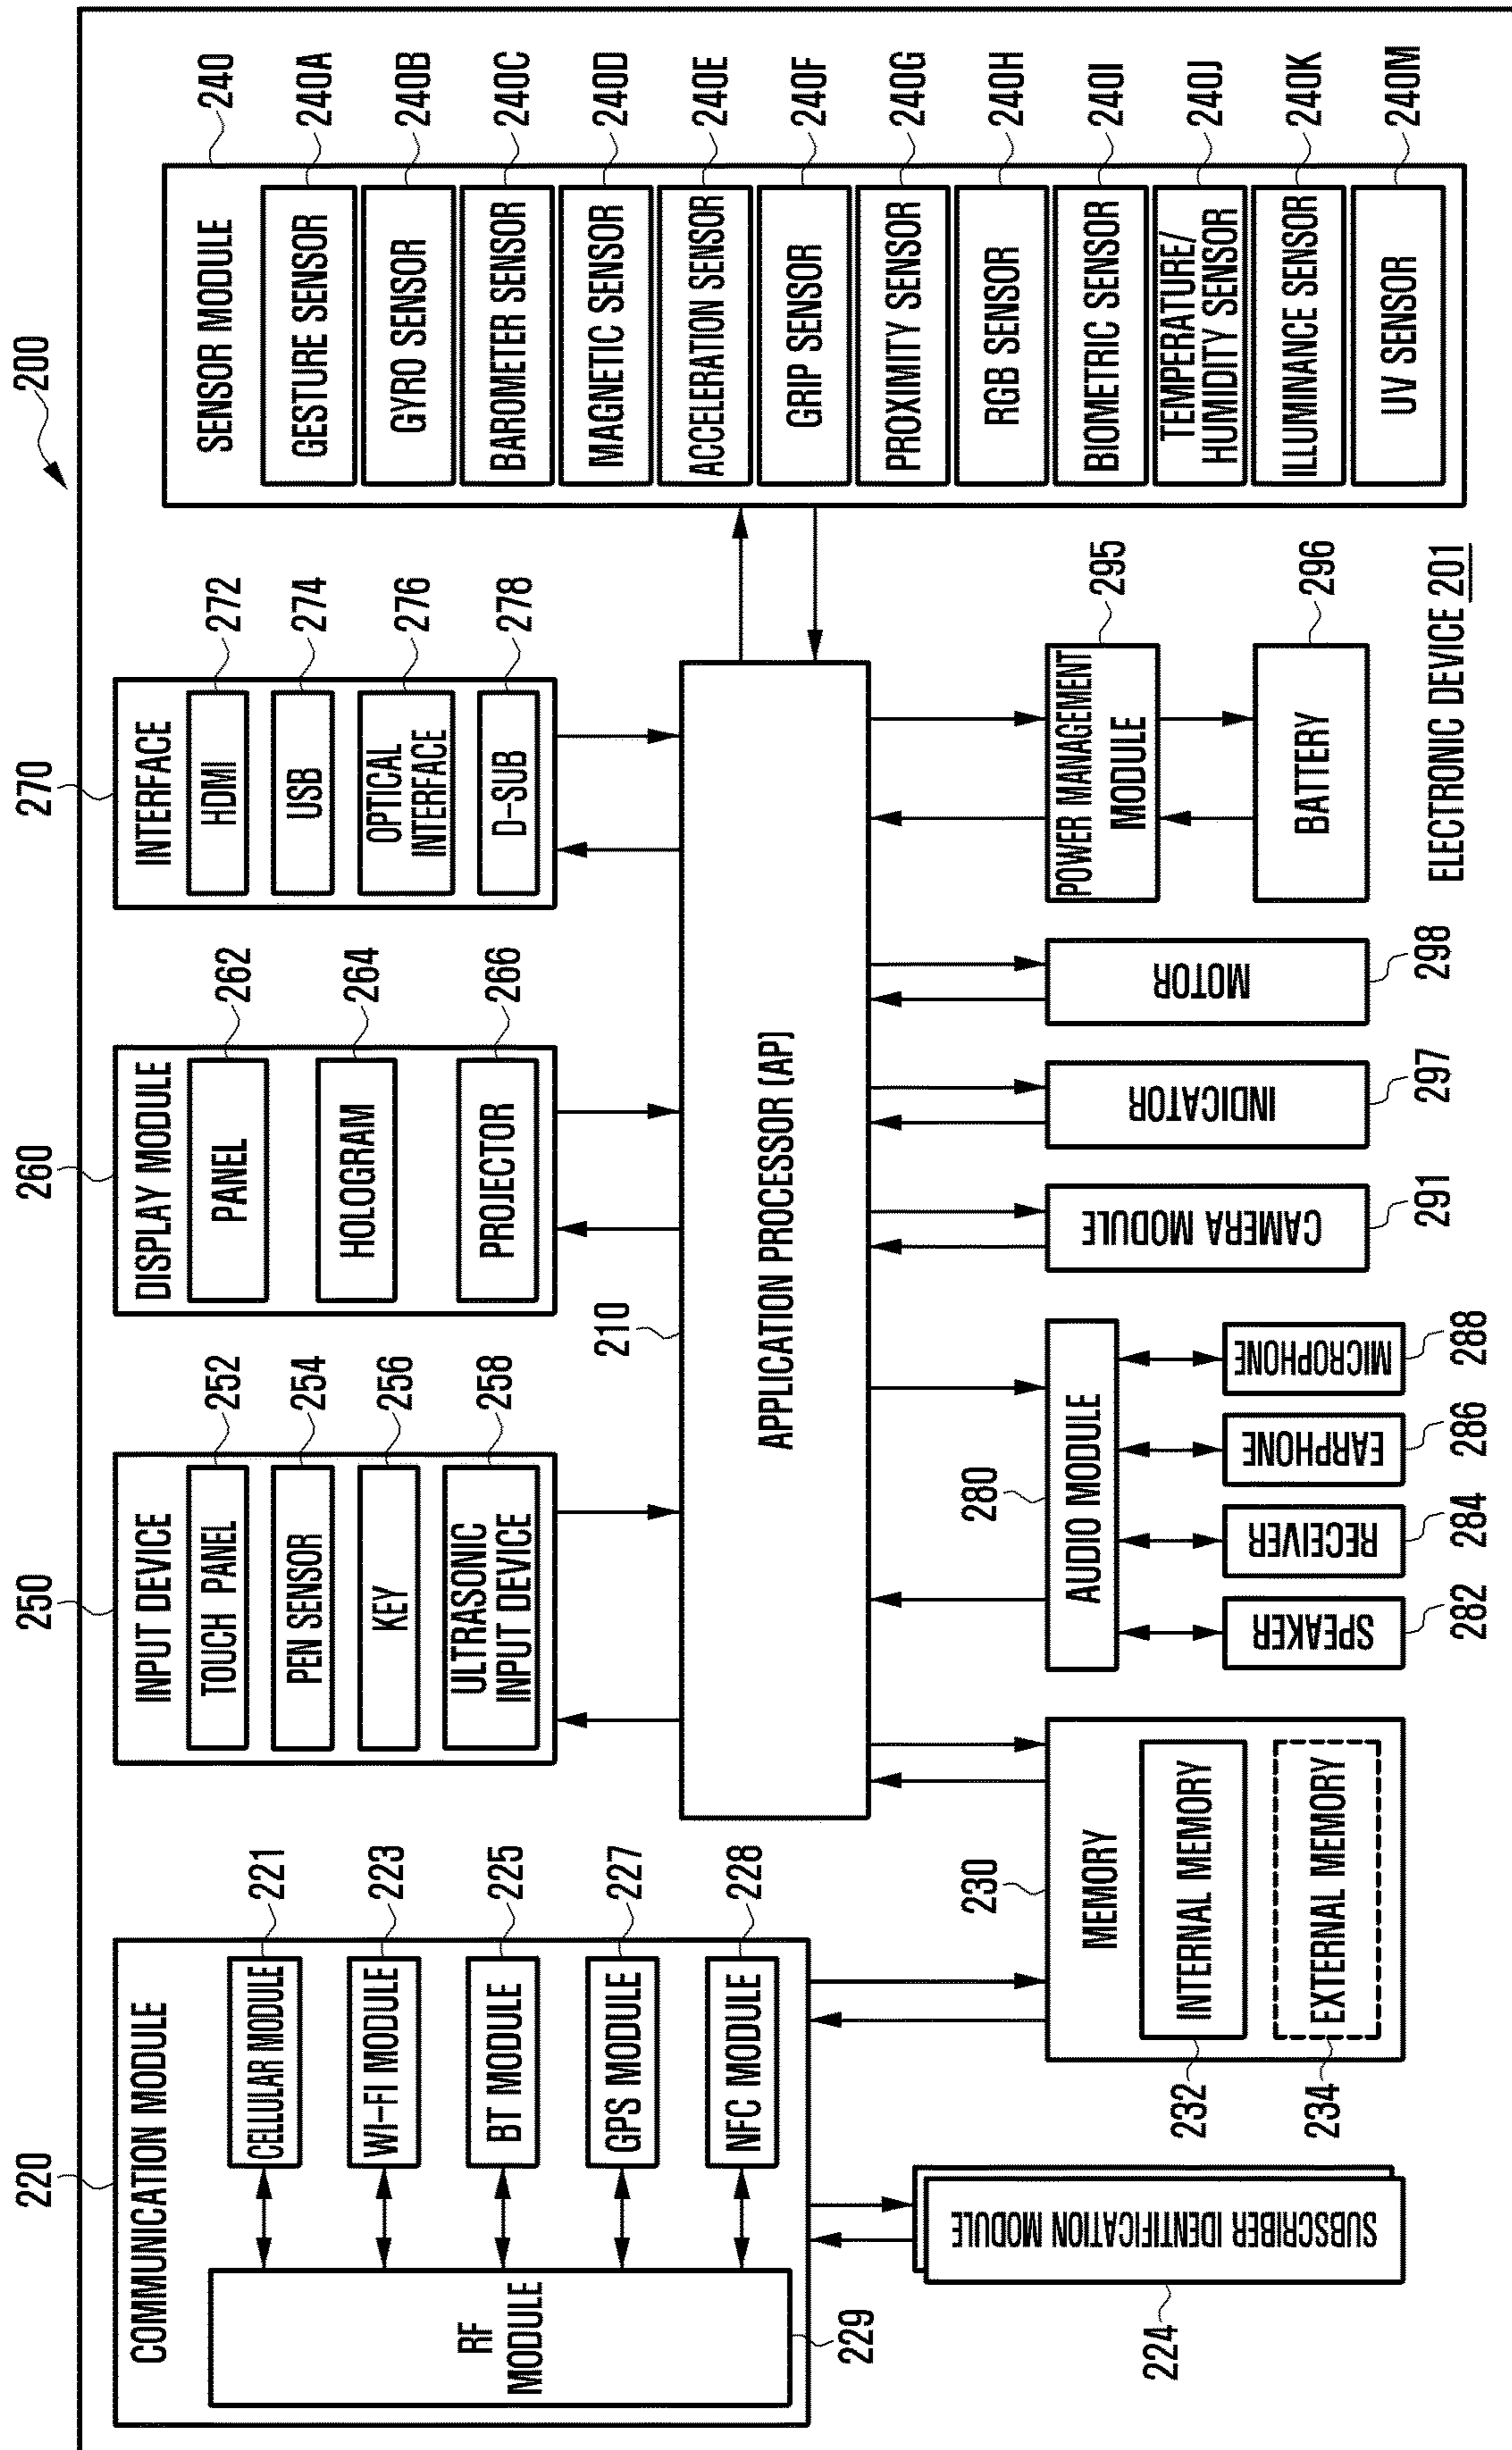 200
220
COMMUNICATION MODULE
RF
MODULE
229
CELLULAR MODULE
221
WI-FI MODULE
223
BT MODULE
225
GPS MODULE
227
NFC MODULE
228
250
INPUT DEVICE
TOUCH PANEL
252
PEN SENSOR
254
KEY
256
ULTRASONIC
INPUT DEVICE
258
260
DISPLAY MODULE
PANEL
262
HOLOGRAM
264
PROJECTOR
266
270
INTERFACE
HDMI
272
USB
274
OPTICAL
INTERFACE
276
D-SUB
278
240
SENSOR MODULE
GESTURE SENSOR
240A
GYRO SENSOR
240B
BAROMETER SENSOR
240C
MAGNETIC SENSOR
240D
ACCELERATION SENSOR
240E
GRIP SENSOR
240F
PROXIMITY SENSOR
240G
RGB SENSOR
240H
BIOMETRIC SENSOR
240I
TEMPERATURE/
HUMIDITY SENSOR
240J
ILLUMINANCE SENSOR
240K
UV SENSOR
240M
210
APPLICATION PROCESSOR (AP)
224
SUBSCRIBER IDENTIFICATION MODULE
230
MEMORY
232
INTERNAL MEMORY
234
EXTERNAL MEMORY
280
AUDIO MODULE
SPEAKER
282
RECEIVER
284
EARPHONE
286
MICROPHONE
288
CAMERA MODULE
291
INDICATOR
297
MOTOR
298
POWER MANAGEMENT
MODULE
295
BATTERY
296
ELECTRONIC DEVICE 201